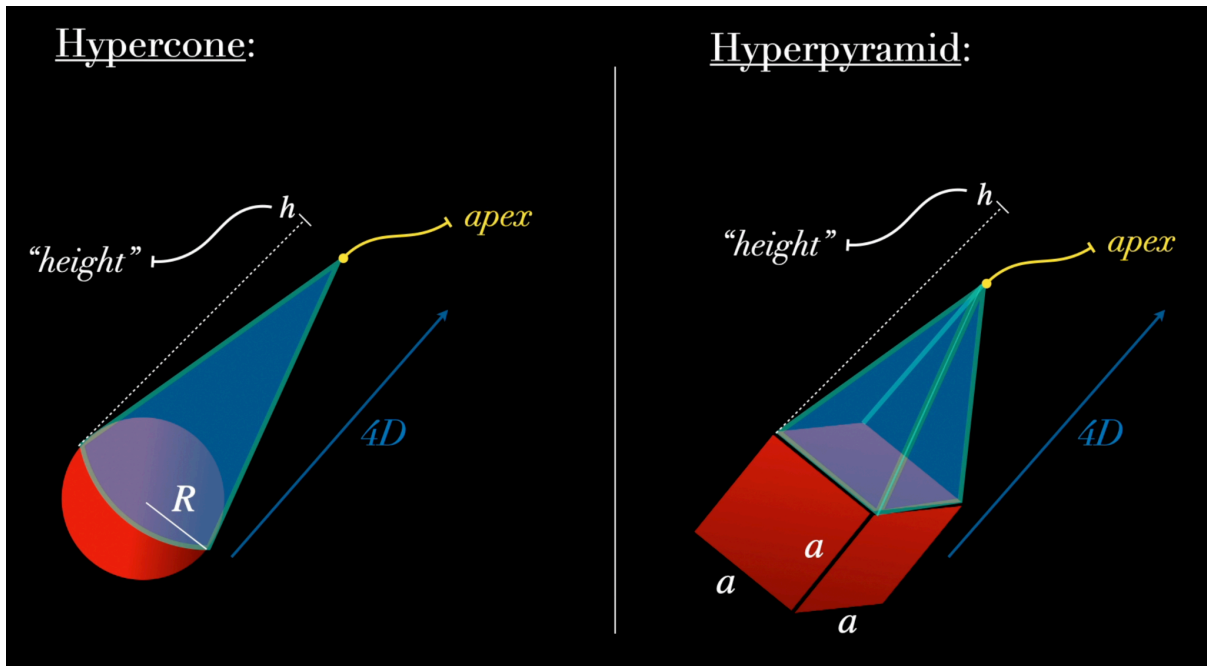 Hypercone:
h
apex
“height”
4D
R
Hyperpyramid:
h
apex
“height”
4D
a
a
a